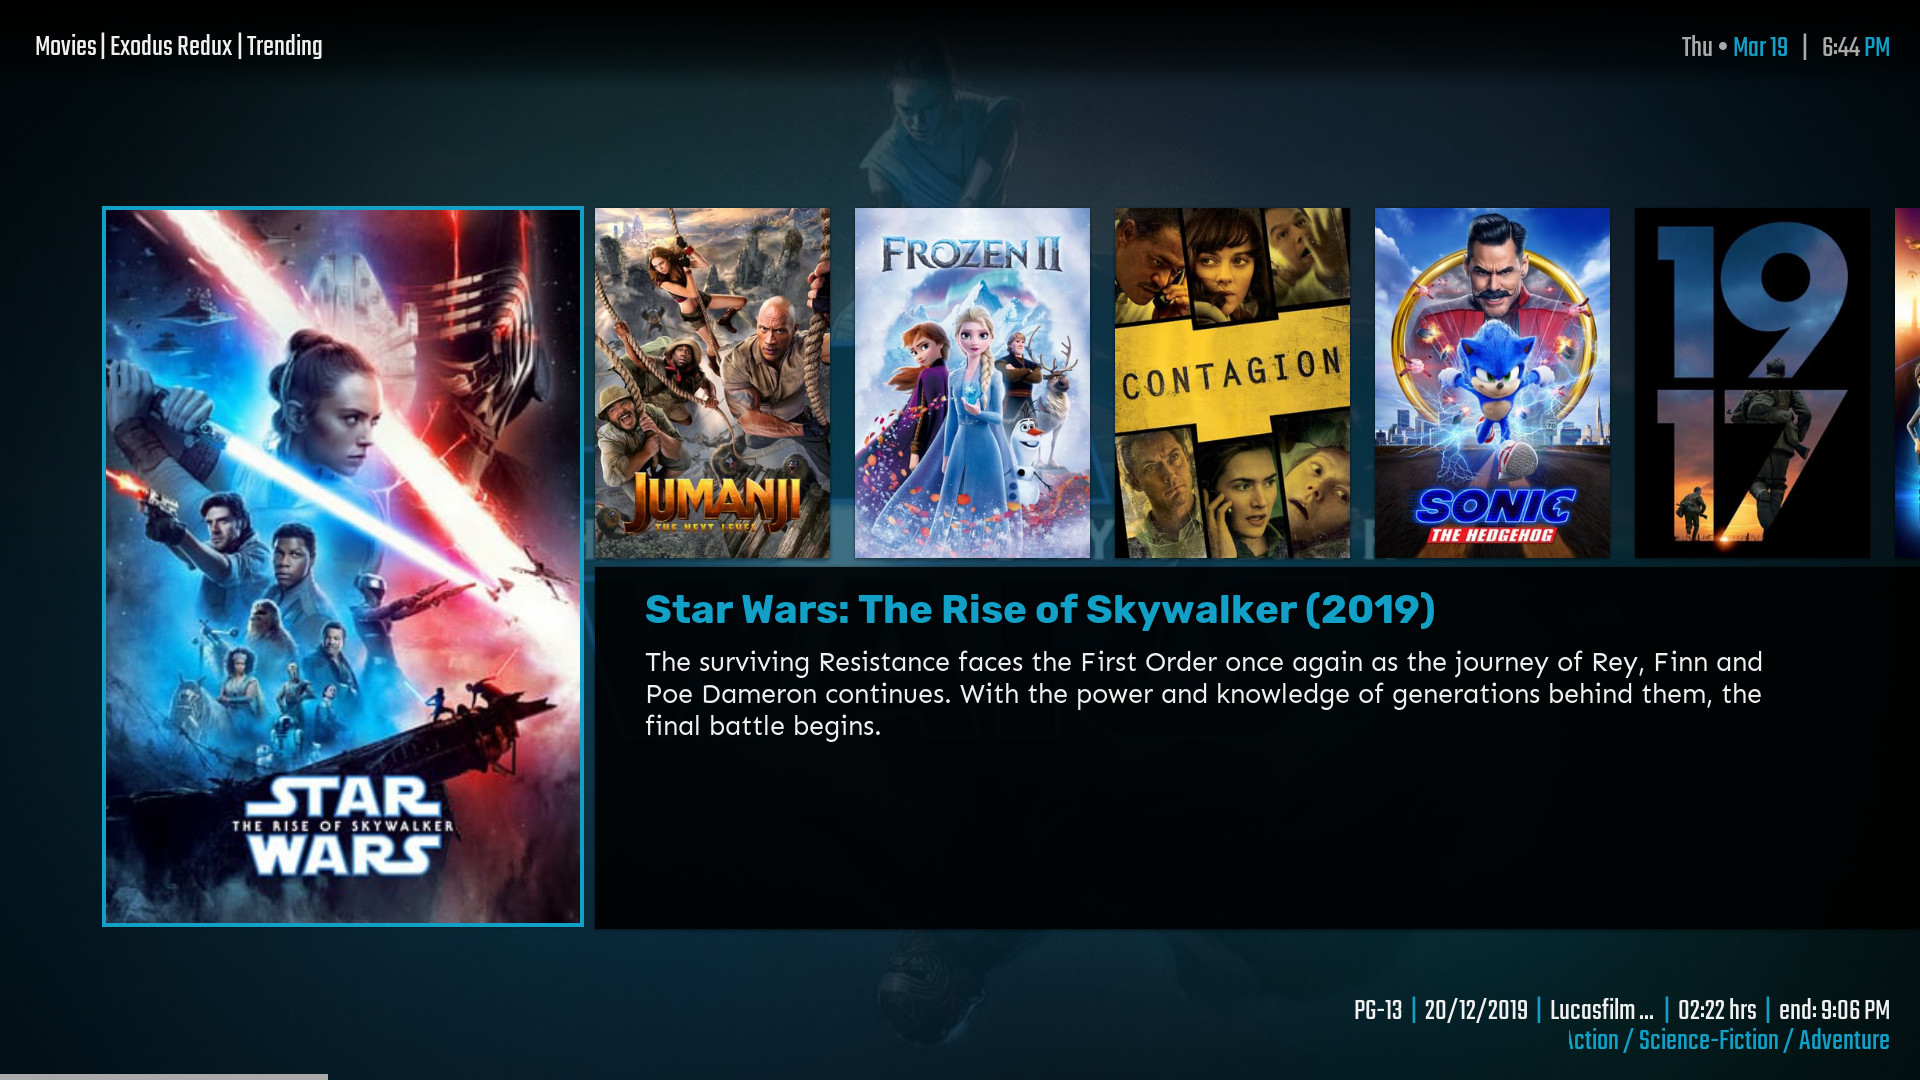 Movies | Exodus Redux | Trending
Thu • Mar 19 | 6:44 PM
STAR
THE RISE OF SKYWALKER
WARS
JUMANJI
THE NEXT LEVEL
FROZEN II
CONTAGION
SONIC
THE HEDGEHOG
19
17
Star Wars: The Rise of Skywalker (2019)
The surviving Resistance faces the First Order once again as the journey of Rey, Finn and
Poe Dameron continues. With the power and knowledge of generations behind them, the
final battle begins.
PG-13 | 20/12/2019 | Lucasfilm ... | 02:22 hrs | end: 9:06 PM
ction / Science-Fiction / Adventure